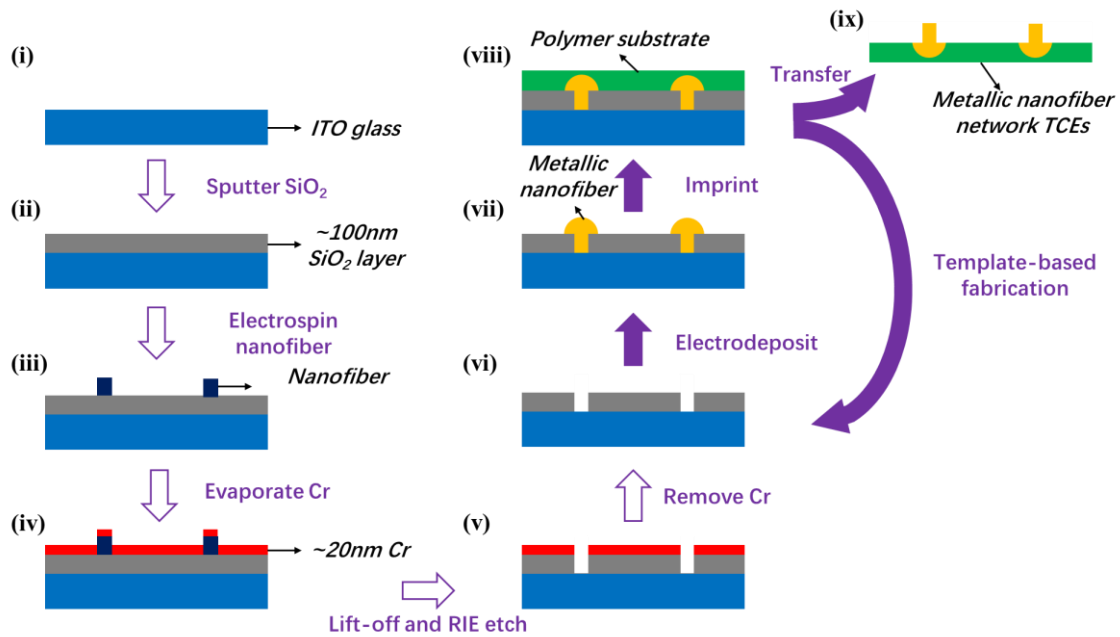 (i)
ITO glass
Sputter SiO₂
(ii)
~100nm
SiO₂ layer
Electrospin
nanofiber
(iii)
Nanofiber
Evaporate Cr
(iv)
~20nm Cr
Lift-off and RIE etch
(v)
Remove Cr
(vi)
Electrodeposit
(vii)
Metallic
nanofiber
Imprint
(viii)
Polymer substrate
Transfer
(ix)
Metallic nanofiber
network TCEs
Template-based
fabrication